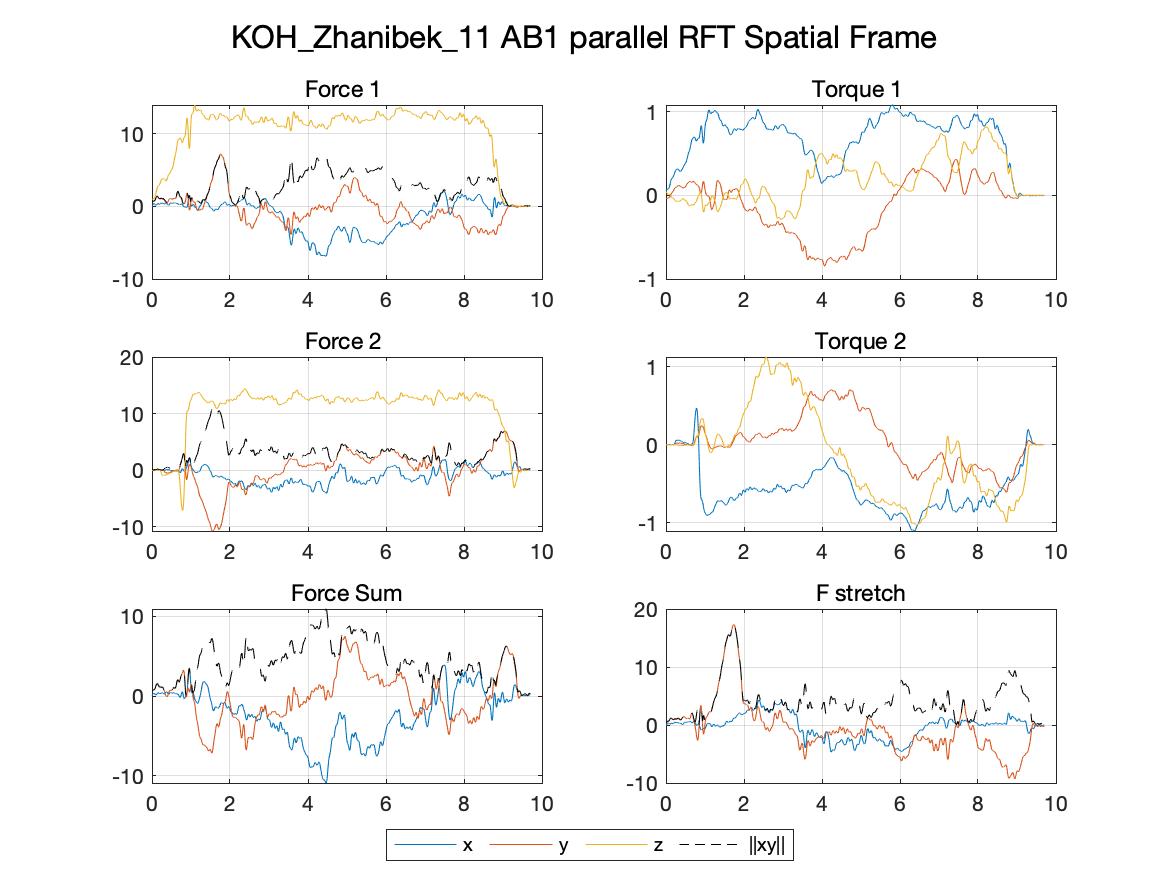 KOH_Zhanibek_11 AB1 parallel RFT Spatial Frame
Force 1
10
0
-10
0 2 4 6 8 10
Torque 1
1
0
-1
0 2 4 6 8 10
Force 2
20
10
0
-10
0 2 4 6 8 10
Torque 2
1
0
-1
0 2 4 6 8 10
Force Sum
10
0
-10
0 2 4 6 8 10
F stretch
20
10
0
-10
0 2 4 6 8 10
x y z ||xy||